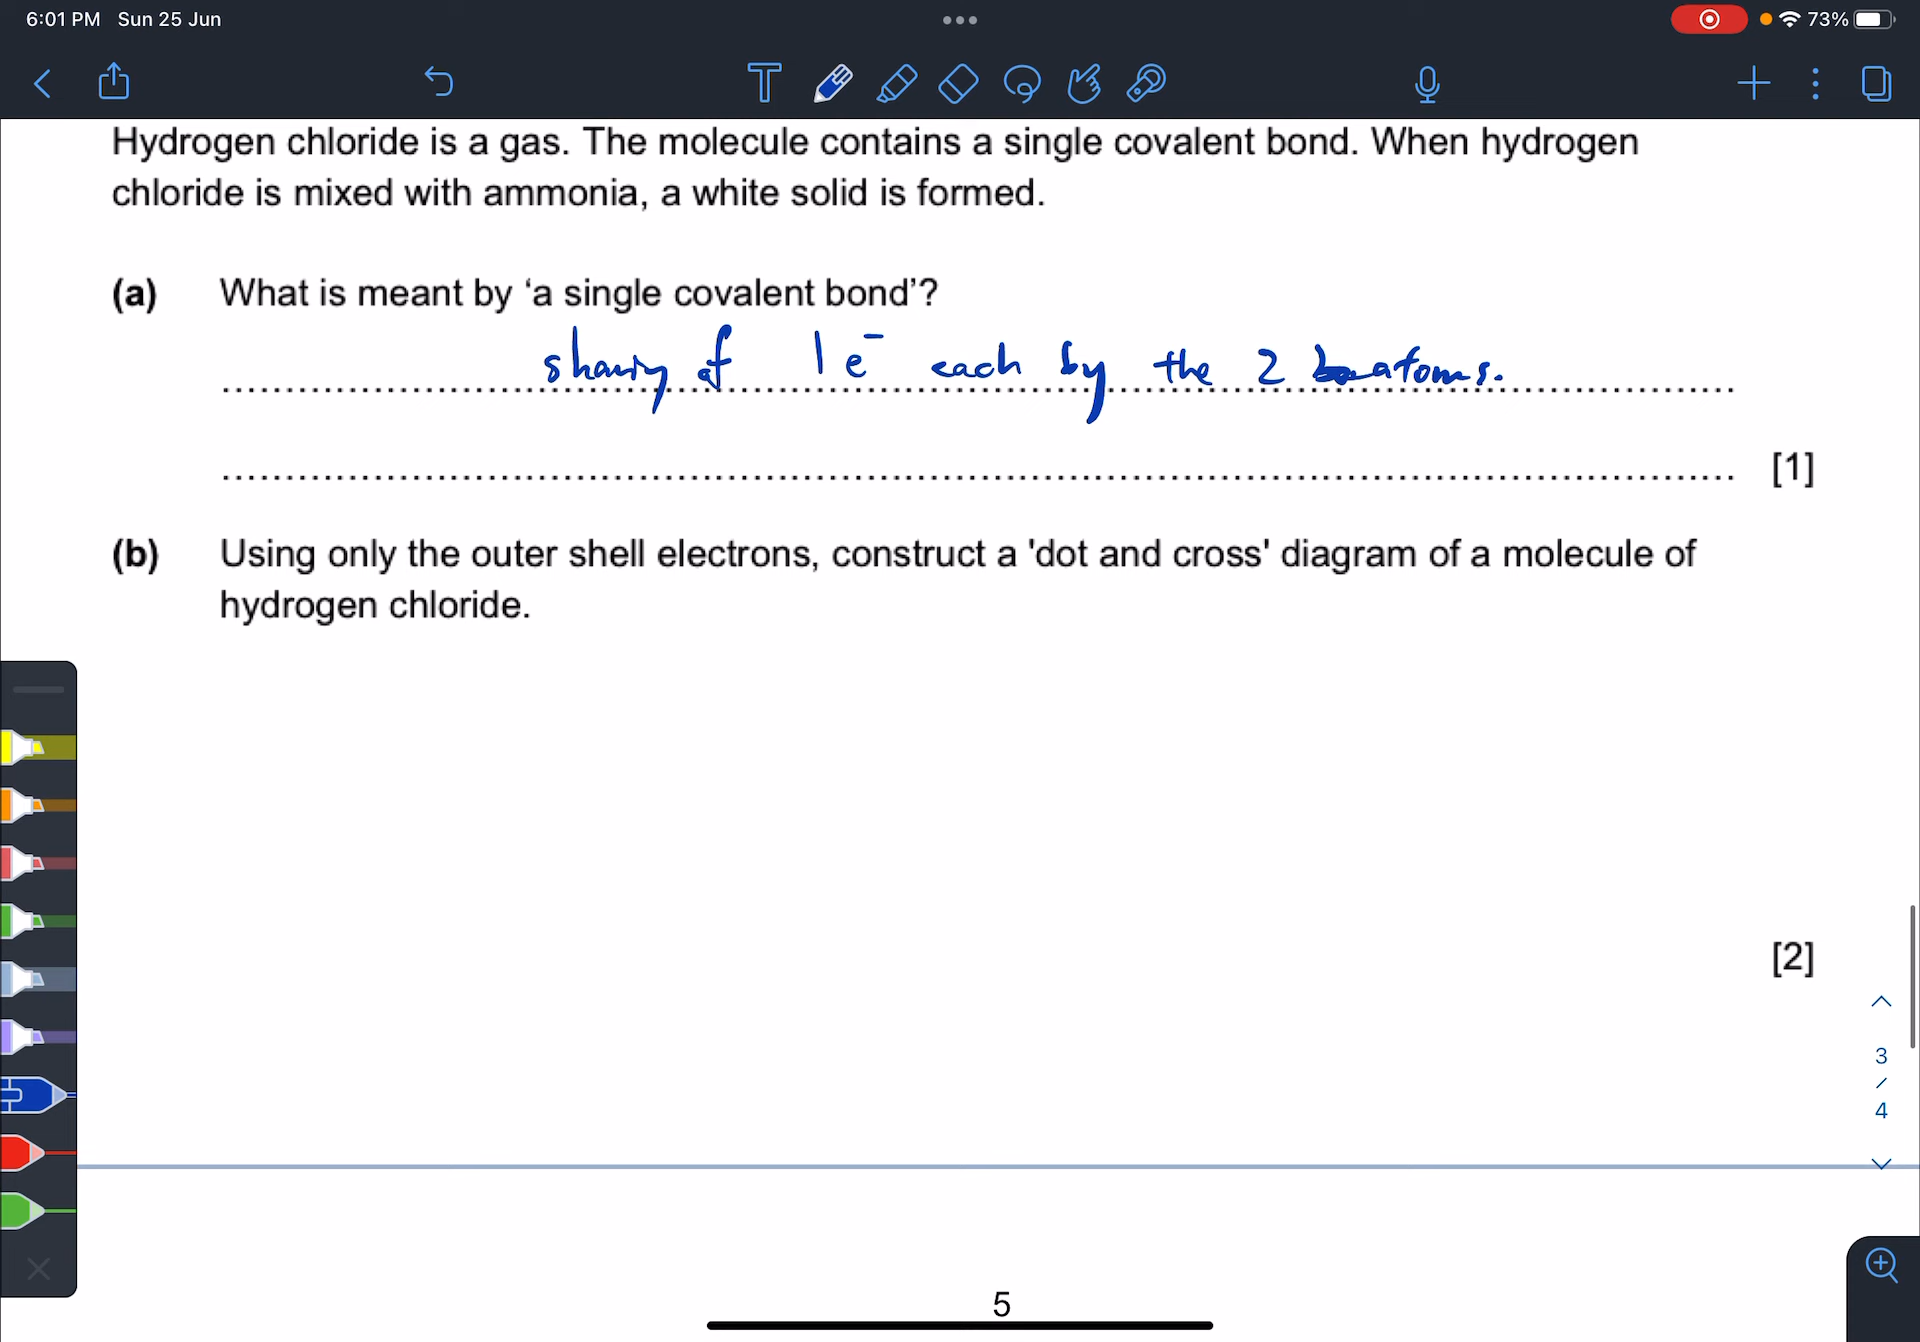 6:01 PM Sun 25 Jun
73%
Hydrogen chloride is a gas. The molecule contains a single covalent bond. When hydrogen
chloride is mixed with ammonia, a white solid is formed.
(a) What is meant by ‘a single covalent bond’?
sharing of 1 e⁻ each by the 2 atoms.
[1]
(b) Using only the outer shell electrons, construct a 'dot and cross' diagram of a molecule of
hydrogen chloride.
[2]
3
/
4
5